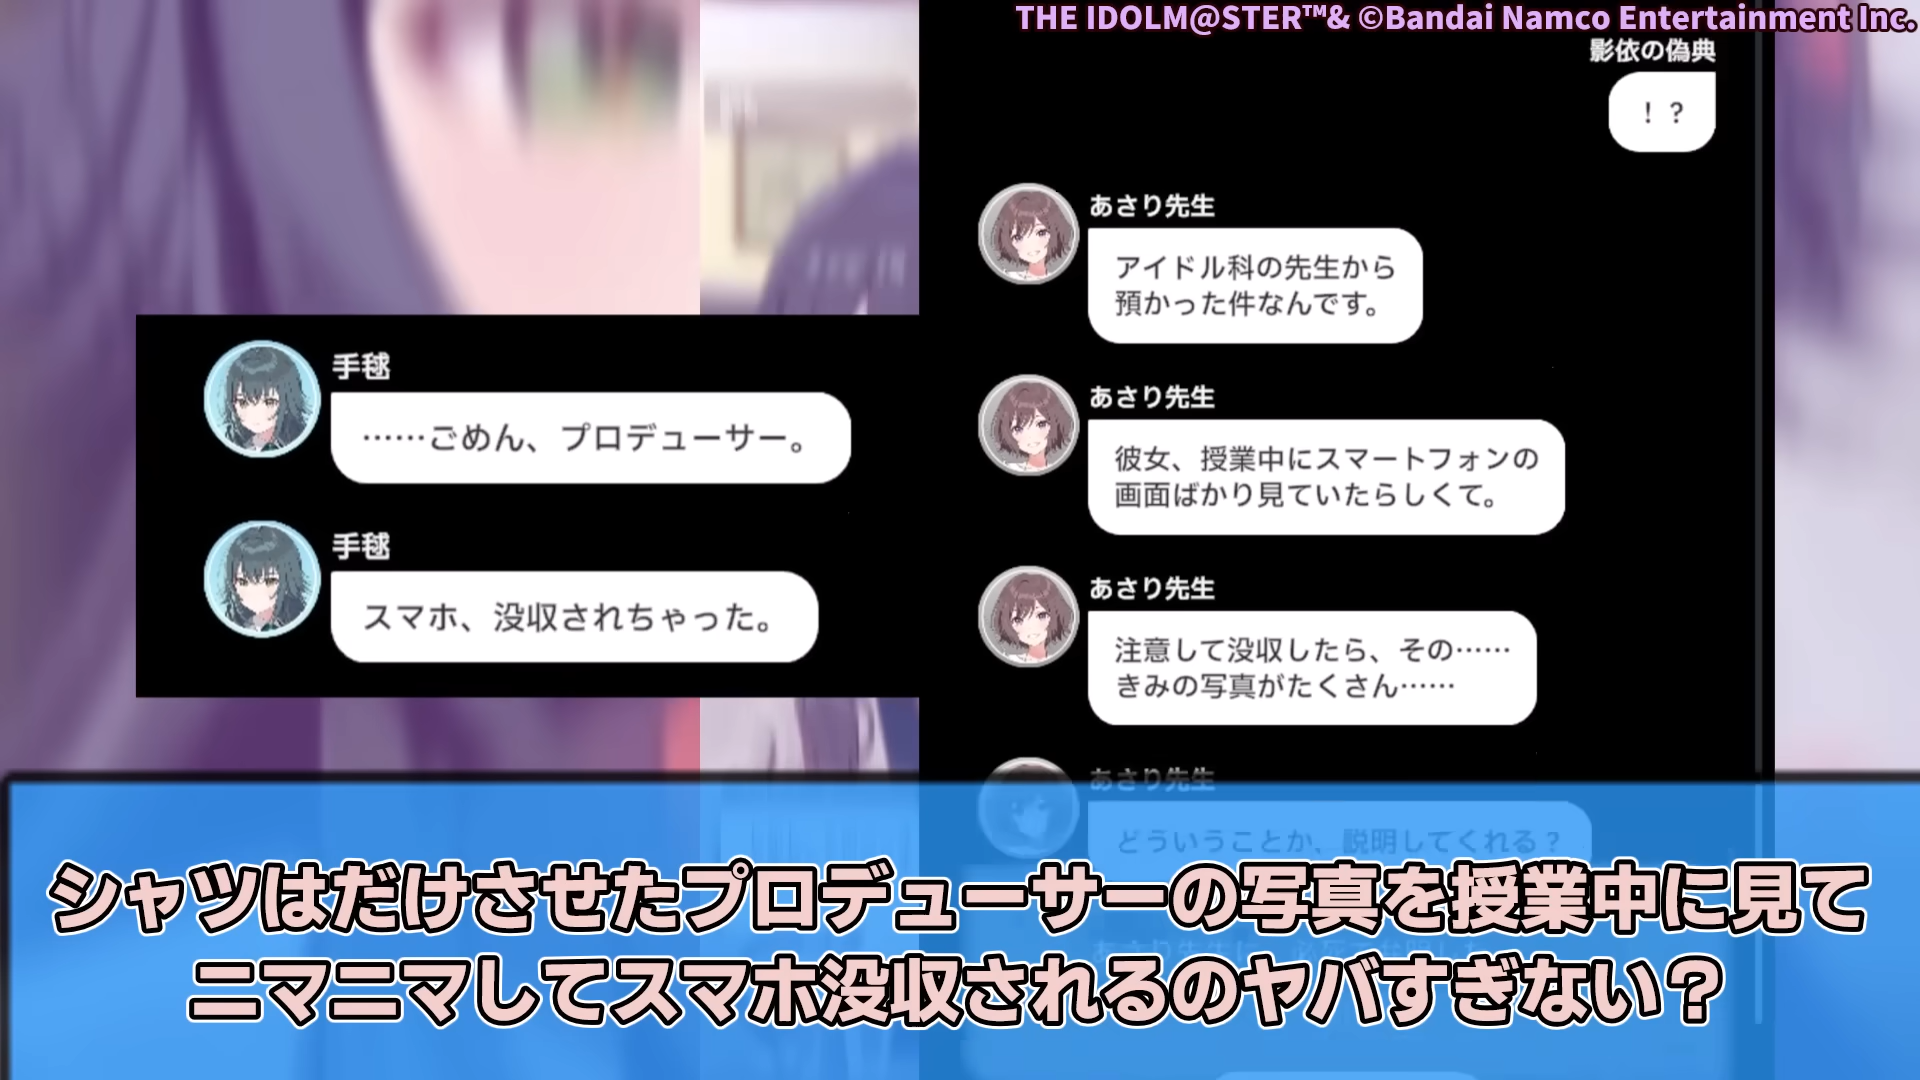 THE IDOLM@STER™& ©Bandai Namco Entertainment Inc.
影依の偽典
！？
あさり先生
アイドル科の先生から
預かった件なんです。
あさり先生
彼女、授業中にスマートフォンの
画面ばかり見ていたらしくて。
あさり先生
注意して没収したら、その……
きみの写真がたくさん……
あさり先生
どういうことか、説明してくれる？
手毬
……ごめん、プロデューサー。
手毬
スマホ、没収されちゃった。
シャツはだけさせたプロデューサーの写真を授業中に見て
ニマニマしてスマホ没収されるのヤバすぎない？